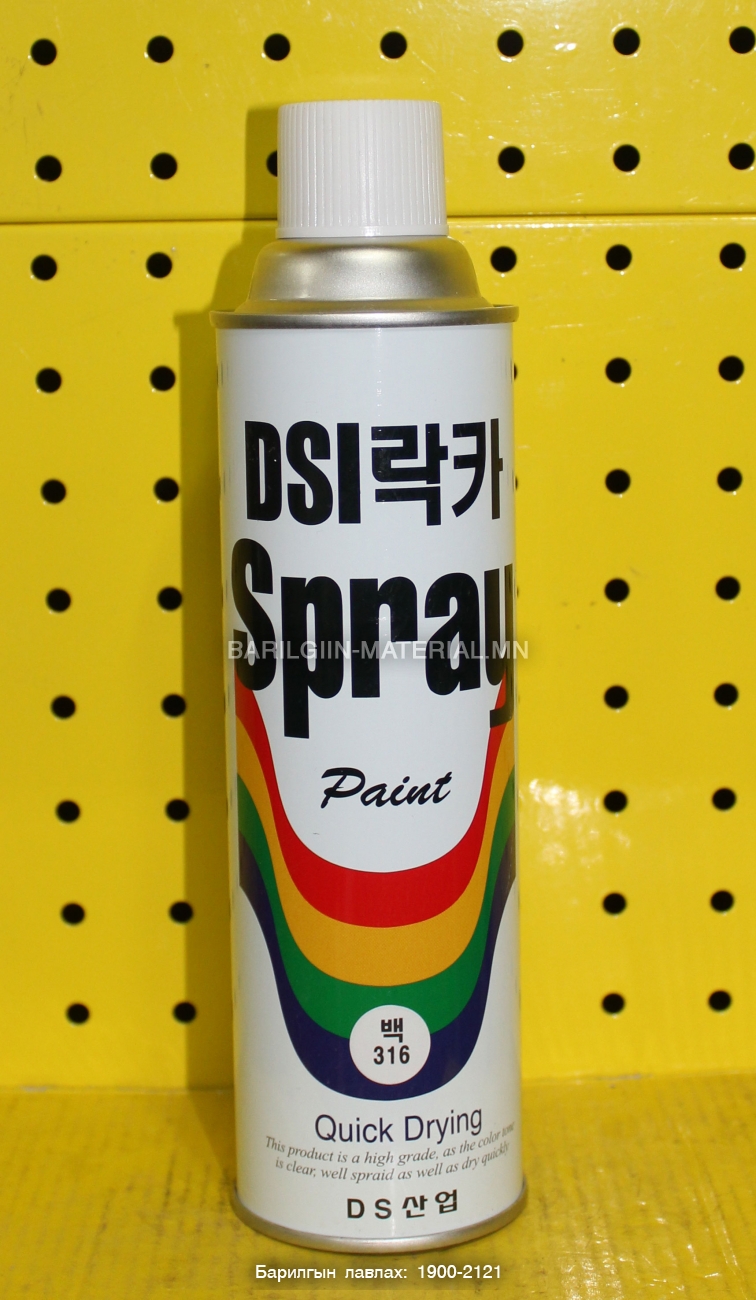 DSI락카
Spray
BARILGIIN-MATERIAL.MN
Paint
백
316
Quick Drying
This product is a high grade, as the color tone
is clear, well spraid as well as dry quickly.
DS산업
Барилгын лавлах: 1900-2121